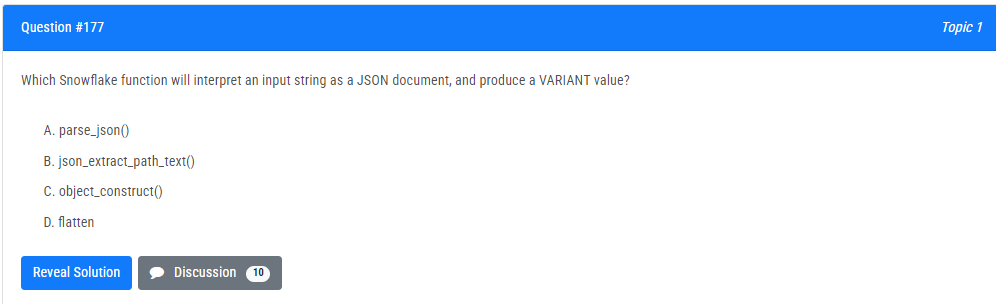 Question #177
Topic 1
Which Snowflake function will interpret an input string as a JSON document, and produce a VARIANT value?
A. parse_json()
B. json_extract_path_text()
C. object_construct()
D. flatten
Reveal Solution
Discussion 10